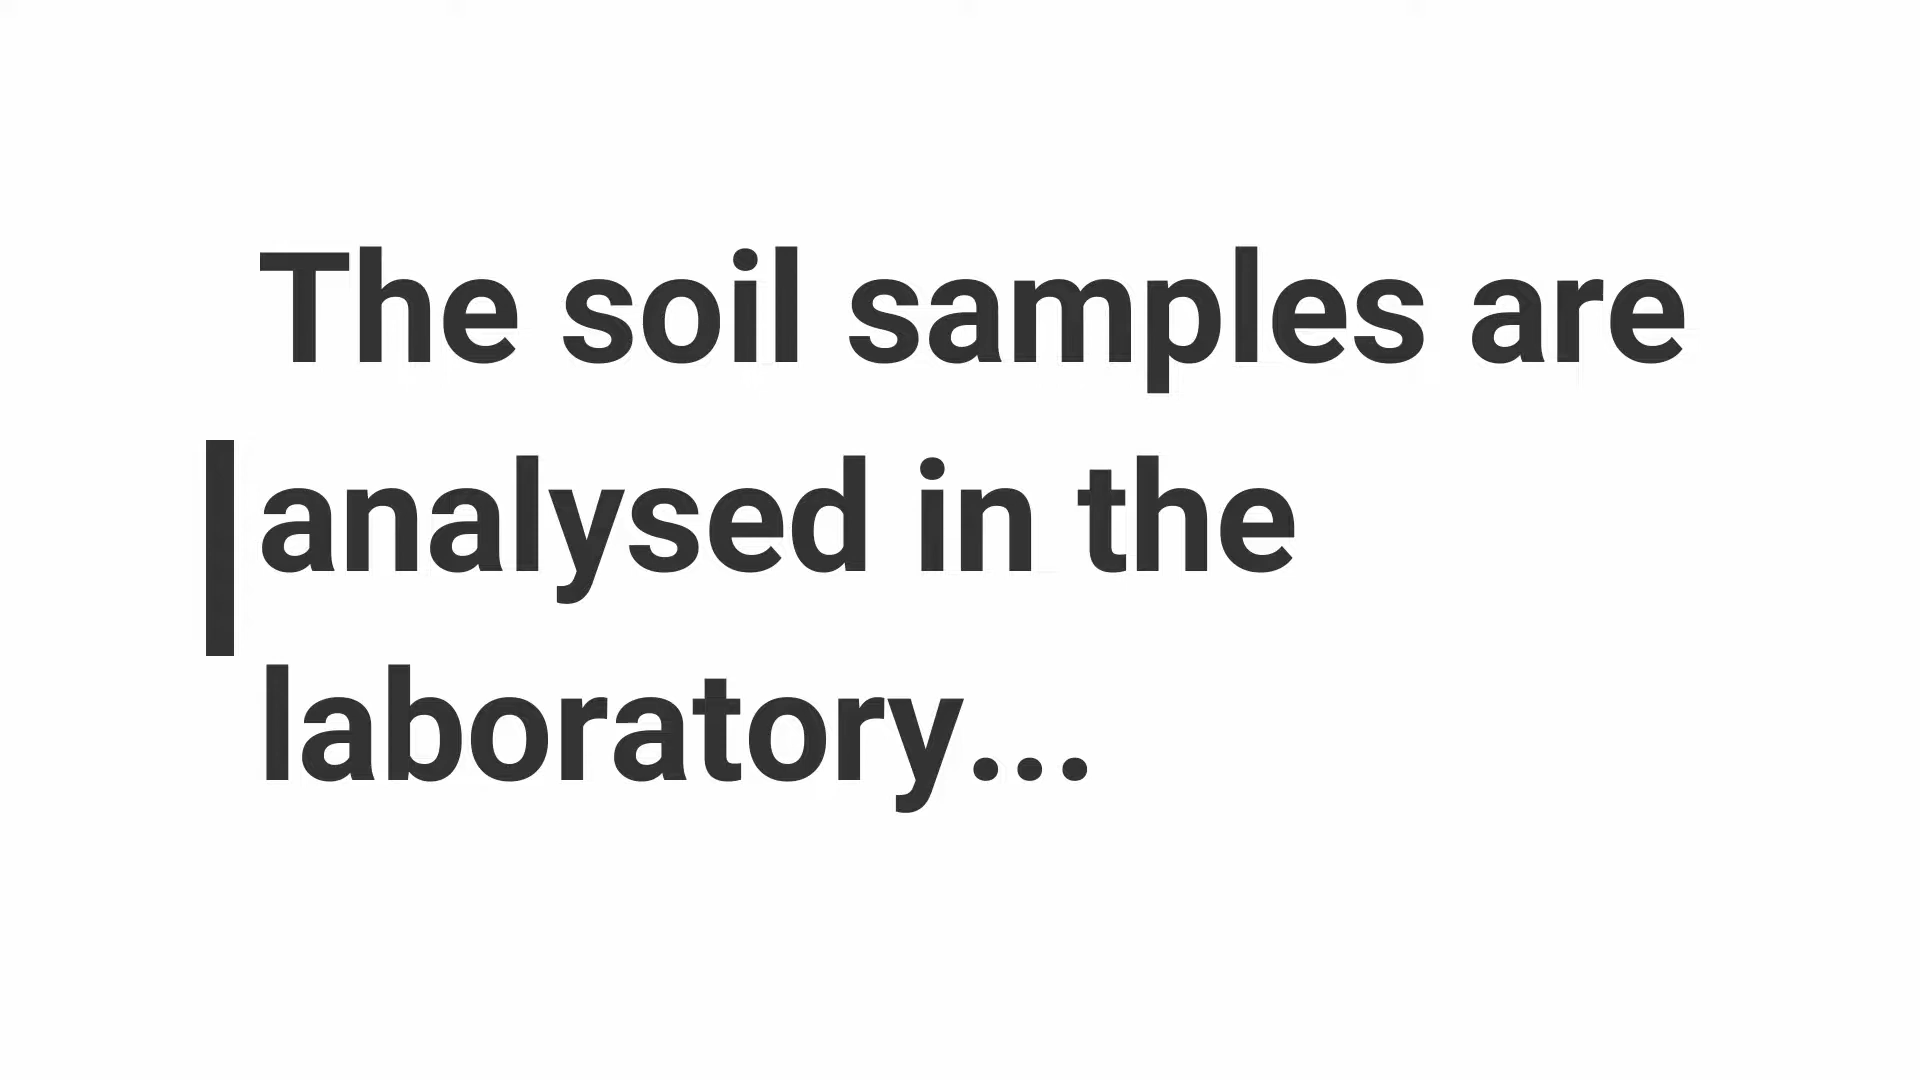 The soil samples are
analysed in the
laboratory...